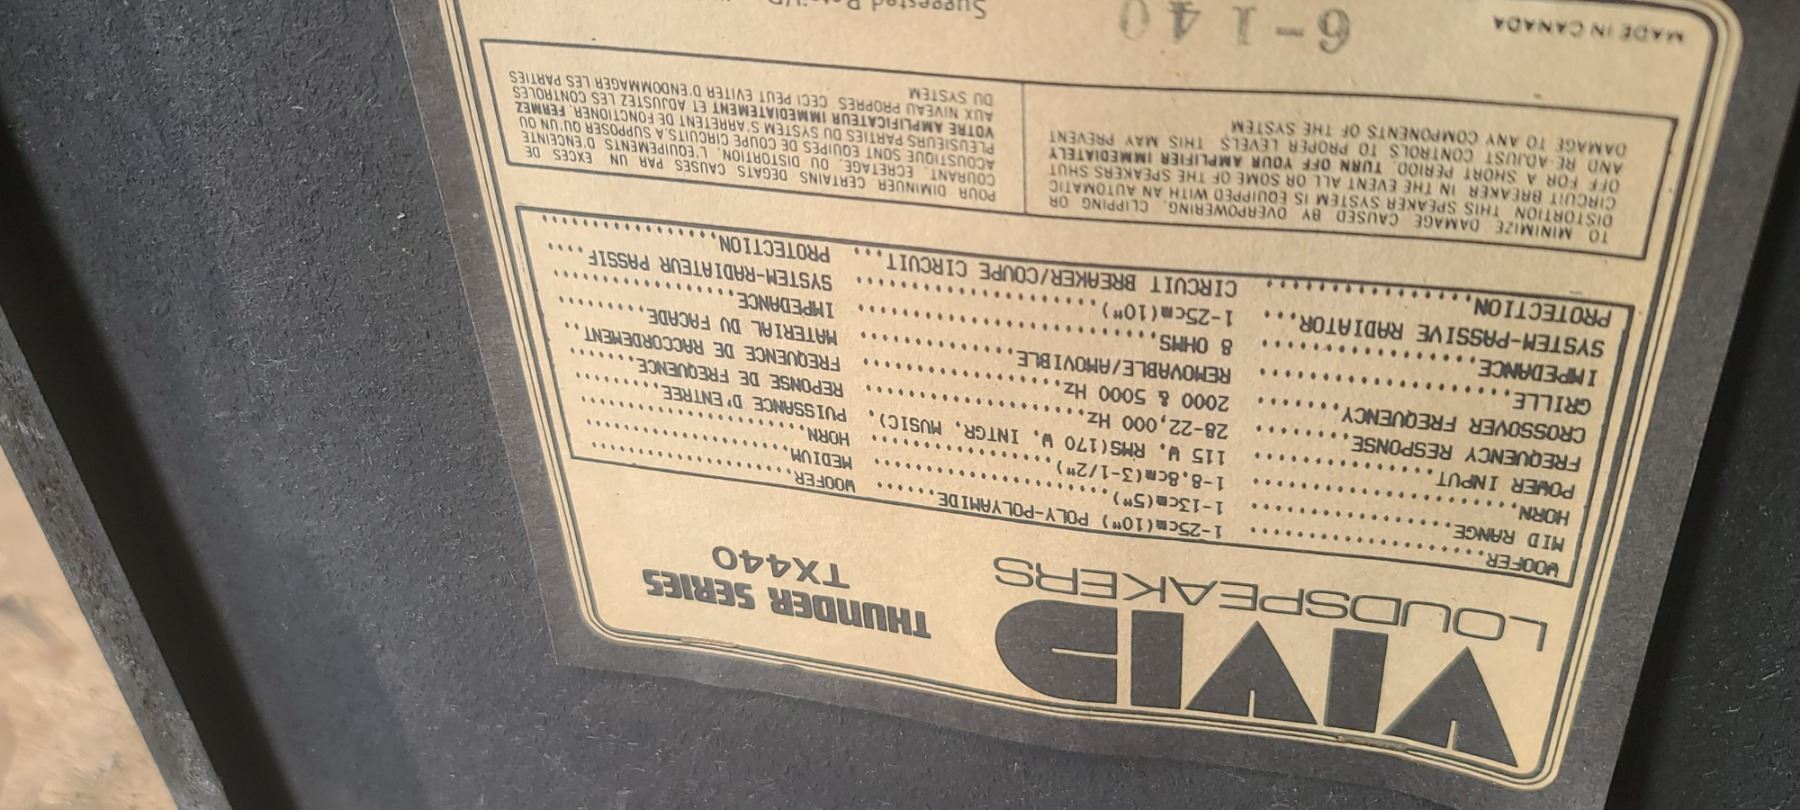 VIVID
LOUDSPEAKERS
THUNDER SERIES
TX440
WOOFER.................... 1-25cm(10") POLY-POLYAMIDE...... WOOFER....................
MID RANGE................. 1-13cm(5")................... MEDIUM....................
HORN...................... 1-8.8cm(3-1/2")............. HORN......................
POWER INPUT............... 115 W. RMS(170 W. INTGR. MUSIC). PUISSANCE D'ENTREE.........
FREQUENCY RESPONSE........ 28-22,000 Hz................. REPONSE DE FREQUENCE.......
CROSSOVER FREQUENCY....... 2000 & 5000 Hz............... FREQUENCE DE RACCORDEMENT..
GRILLE.................... REMOVABLE/AMOVIBLE........... MATERIAL DU FACADE.........
IMPEDANCE................. 8 OHMS....................... IMPEDANCE.................
SYSTEM-PASSIVE RADIATOR... 1-25cm(10").................. SYSTEM-RADIATEUR PASSIF....
PROTECTION................ CIRCUIT BREAKER/COUPE CIRCUIT... PROTECTION................
TO MINIMIZE DAMAGE CAUSED BY OVERPOWERING, CLIPPING OR
DISTORTION THIS SPEAKER SYSTEM IS EQUIPPED WITH AN AUTOMATIC
CIRCUIT BREAKER IN THE EVENT ALL OR SOME OF THE SPEAKERS SHUT
OFF FOR A SHORT PERIOD, TURN OFF YOUR AMPLIFIER IMMEDIATELY
AND RE-ADJUST CONTROLS TO PROPER LEVELS. THIS MAY PREVENT
DAMAGE TO ANY COMPONENTS OF THE SYSTEM
POUR DIMINUER CERTAINS DEGATS CAUSES PAR UN EXCES DE
COURANT, ECRETAGE, OU DISTORTION, L'EQUIPEMENTS D'ENCEINTE
ACOUSTIQUE SONT EQUIPES DE COUPE CIRCUITS.A SUPPOSER QU.UN OU
PLEUSIEURS PARTIES DU SYSTEM S'ARRETENT DE FONCTIONER, FERMEZ
VOTRE AMPLIFICATEUR IMMEDIATEMENT ET ADJUSTEZ LES CONTROLES
AUX NIVEAU PROPRES CECI PEUT EVITER D'ENDOMMAGER LES PARTIES
DU SYSTEM
MADE IN CANADA
6-140
Suggested